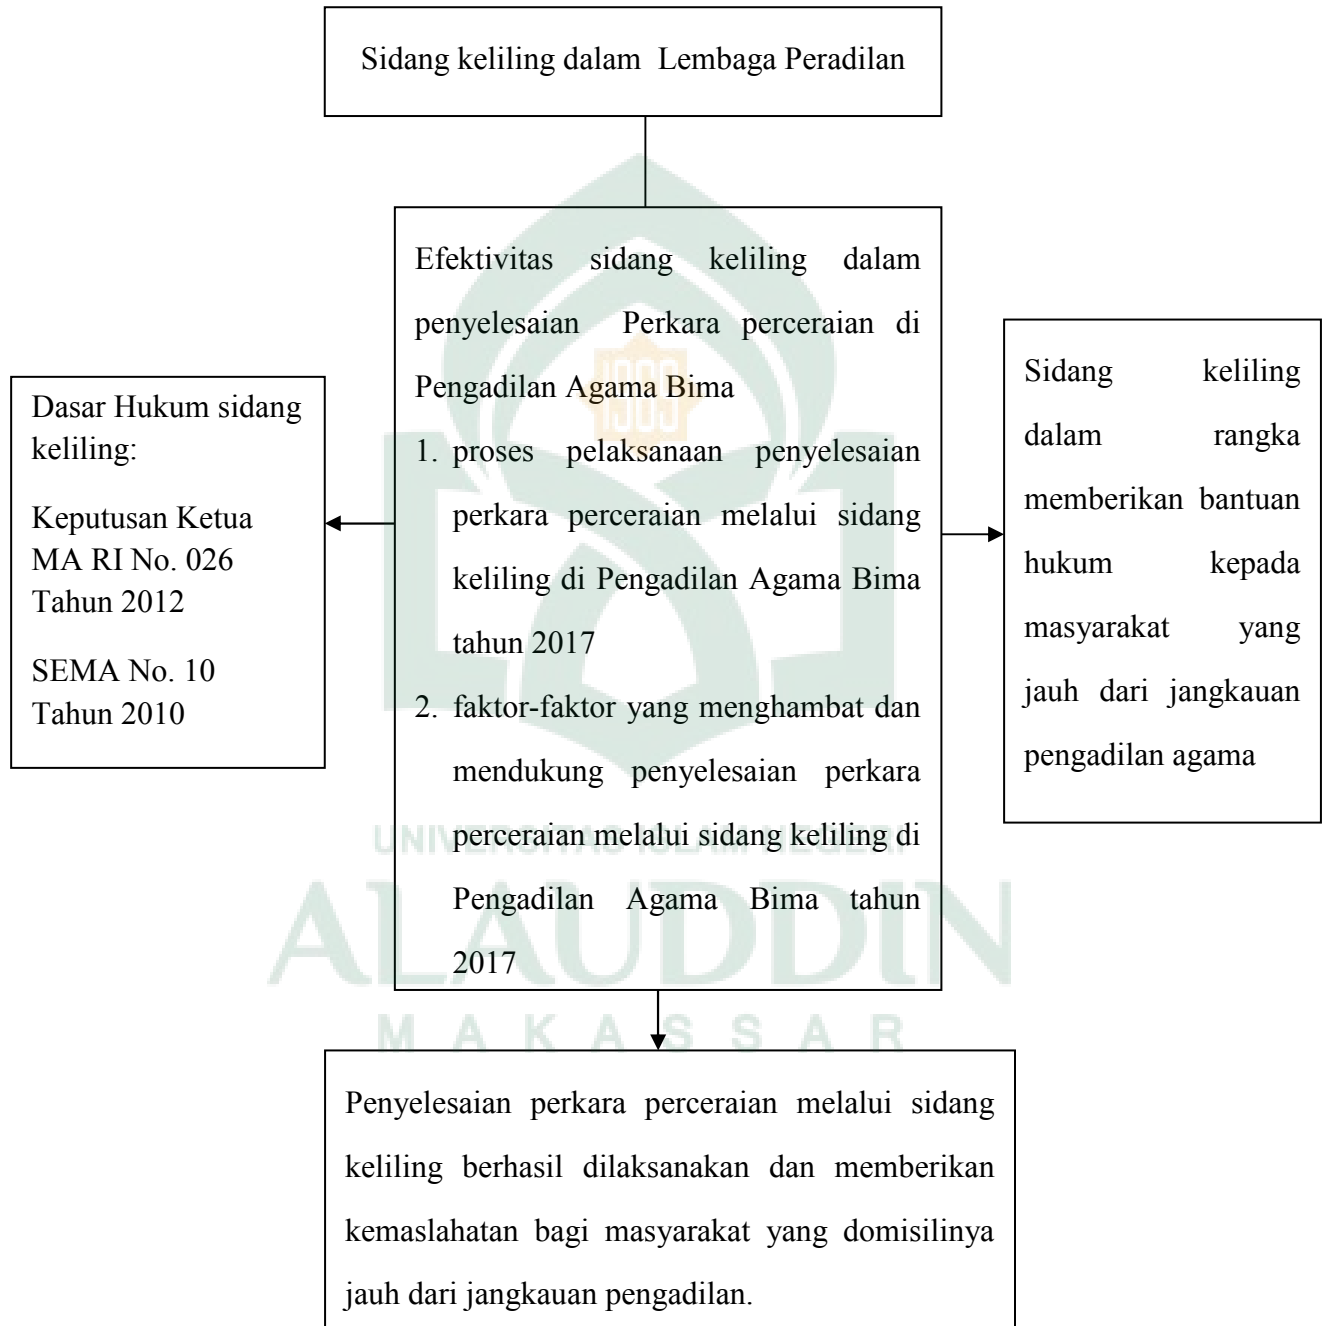 Sidang keliling dalam Lembaga Peradilan
Efektivitas sidang keliling dalam
penyelesaian Perkara perceraian di
Pengadilan Agama Bima
1. proses pelaksanaan penyelesaian
perkara perceraian melalui sidang
keliling di Pengadilan Agama Bima
tahun 2017
2. faktor-faktor yang menghambat dan
mendukung penyelesaian perkara
perceraian melalui sidang keliling di
Pengadilan Agama Bima tahun
2017
Dasar Hukum sidang
keliling:
Keputusan Ketua
MA RI No. 026
Tahun 2012
SEMA No. 10
Tahun 2010
Sidang keliling
dalam rangka
memberikan bantuan
hukum kepada
masyarakat yang
jauh dari jangkauan
pengadilan agama
Penyelesaian perkara perceraian melalui sidang
keliling berhasil dilaksanakan dan memberikan
kemaslahatan bagi masyarakat yang domisilinya
jauh dari jangkauan pengadilan.
1965
UNIVERSITAS ISLAM NEGERI
ALAUDDIN
MAKASSAR